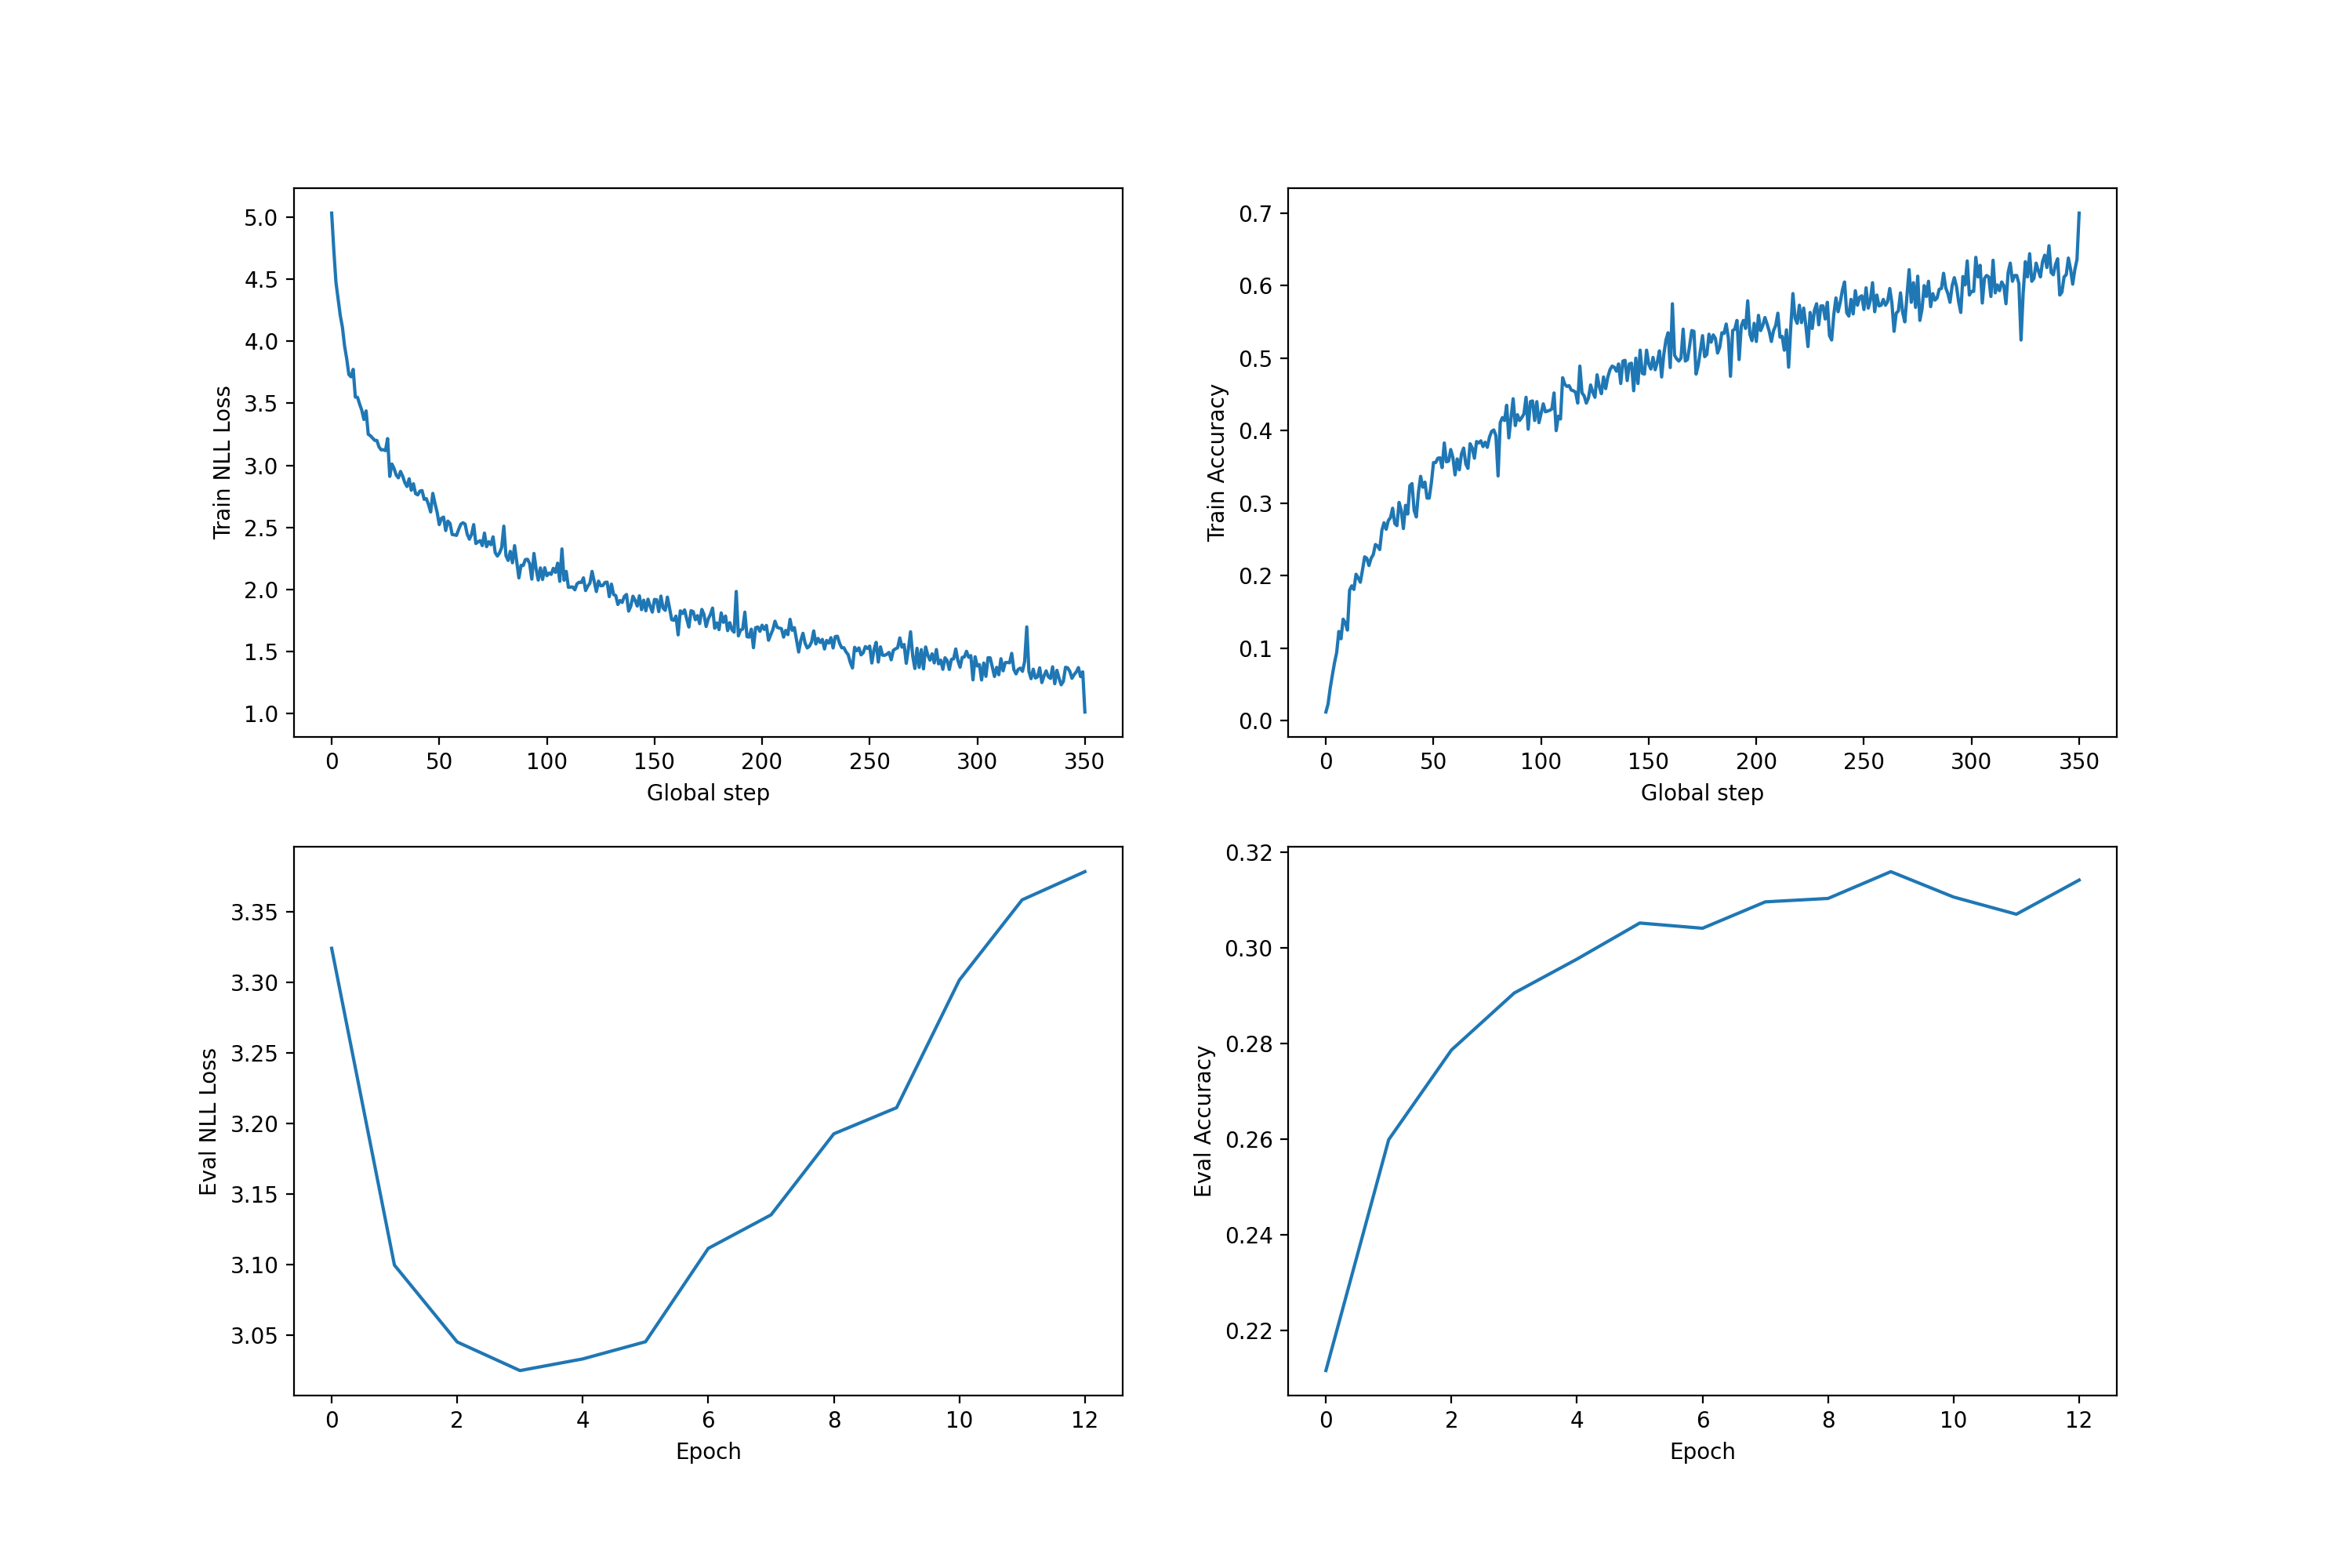 Train NLL Loss
5.0
4.5
4.0
3.5
3.0
2.5
2.0
1.5
1.0
0 50 100 150 200 250 300 350
Global step
Train Accuracy
0.7
0.6
0.5
0.4
0.3
0.2
0.1
0.0
0 50 100 150 200 250 300 350
Global step
Eval NLL Loss
3.35
3.30
3.25
3.20
3.15
3.10
3.05
0 2 4 6 8 10 12
Epoch
Eval Accuracy
0.32
0.30
0.28
0.26
0.24
0.22
0 2 4 6 8 10 12
Epoch